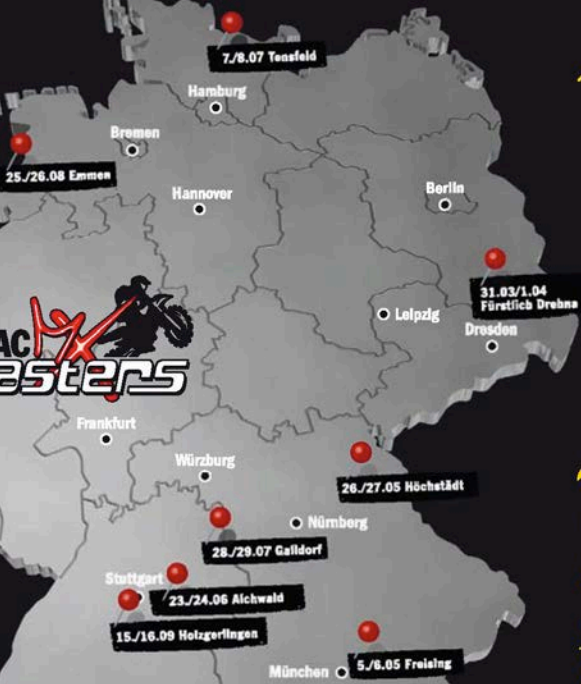 7./8.07 Tensfeld
Hamburg
Bremen
25./26.08 Emmen
Hannover
Berlin
31.03/1.04
Fürstlich Drehna
Leipzig
Dresden
AC MX
asters
Frankfurt
Würzburg
26./27.05 Höchstädt
Nürnberg
28./29.07 Gaildorf
Stuttgart
23./24.06 Aichwald
15./16.09 Holzgerlingen
5./6.05 Freising
München